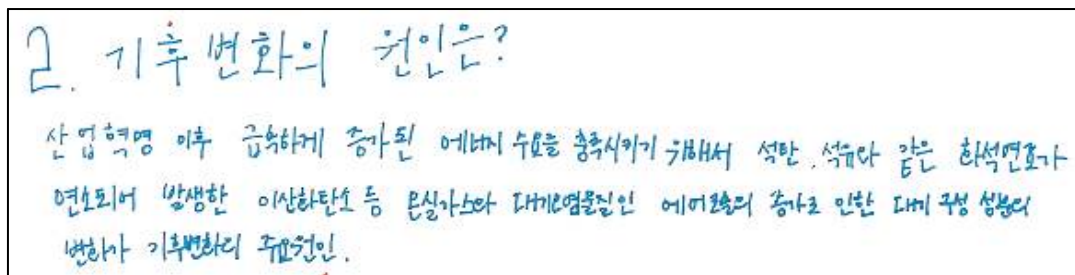 2. 기후변화의 원인은?
산업혁명 이후 급속하게 증가된 에너지 수요를 충족시키기 위해서 석탄, 석유와 같은 화석연료가
연소되어 발생한 이산화탄소 등 온실가스와 대기오염물질인 에어로졸의 증가로 인한 대기 구성 성분의
변화가 기후변화의 주요원인.